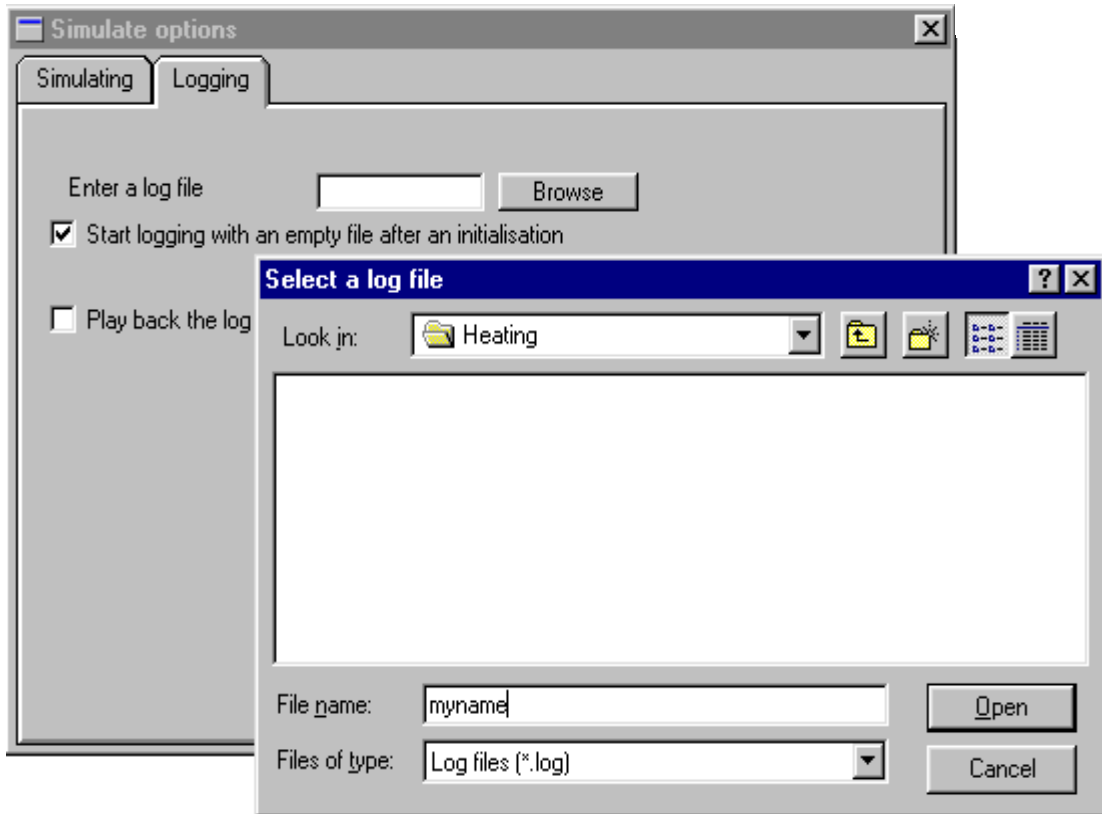 Simulate options
Simulating Logging
Enter a log file Browse
Start logging with an empty file after an initialisation
Play back the log
Select a log file
Look in: Heating
File name: myname Open
Files of type: Log files (*.log) Cancel